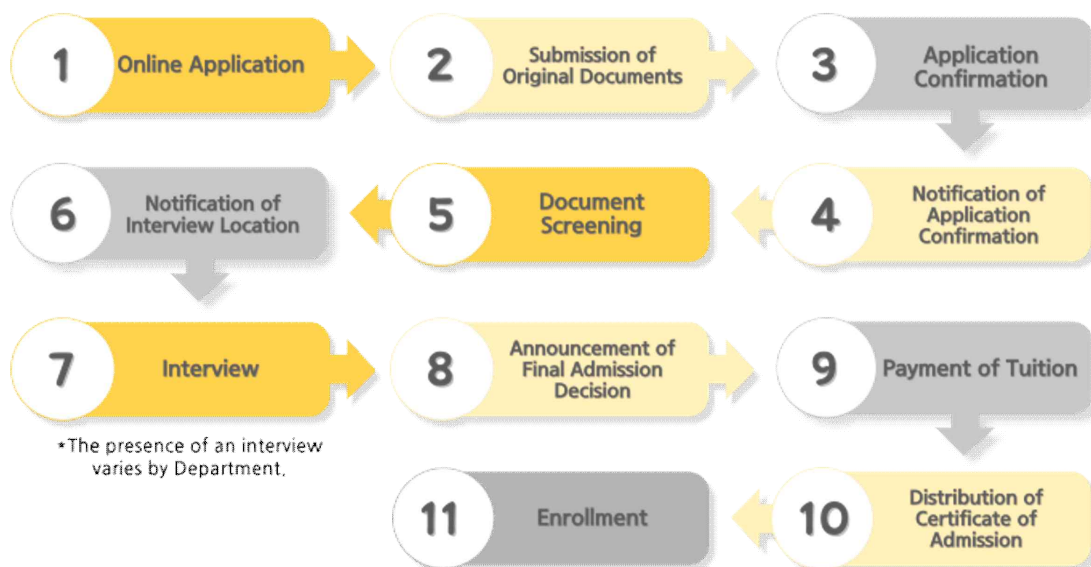 1
Online Application
2
Submission of
Original Documents
3
Application
Confirmation
4
Notification of
Application
Confirmation
5
Document
Screening
6
Notification of
Interview Location
7
Interview
*The presence of an interview
varies by Department.
8
Announcement of
Final Admission
Decision
9
Payment of Tuition
10
Distribution of
Certificate of
Admission
11
Enrollment